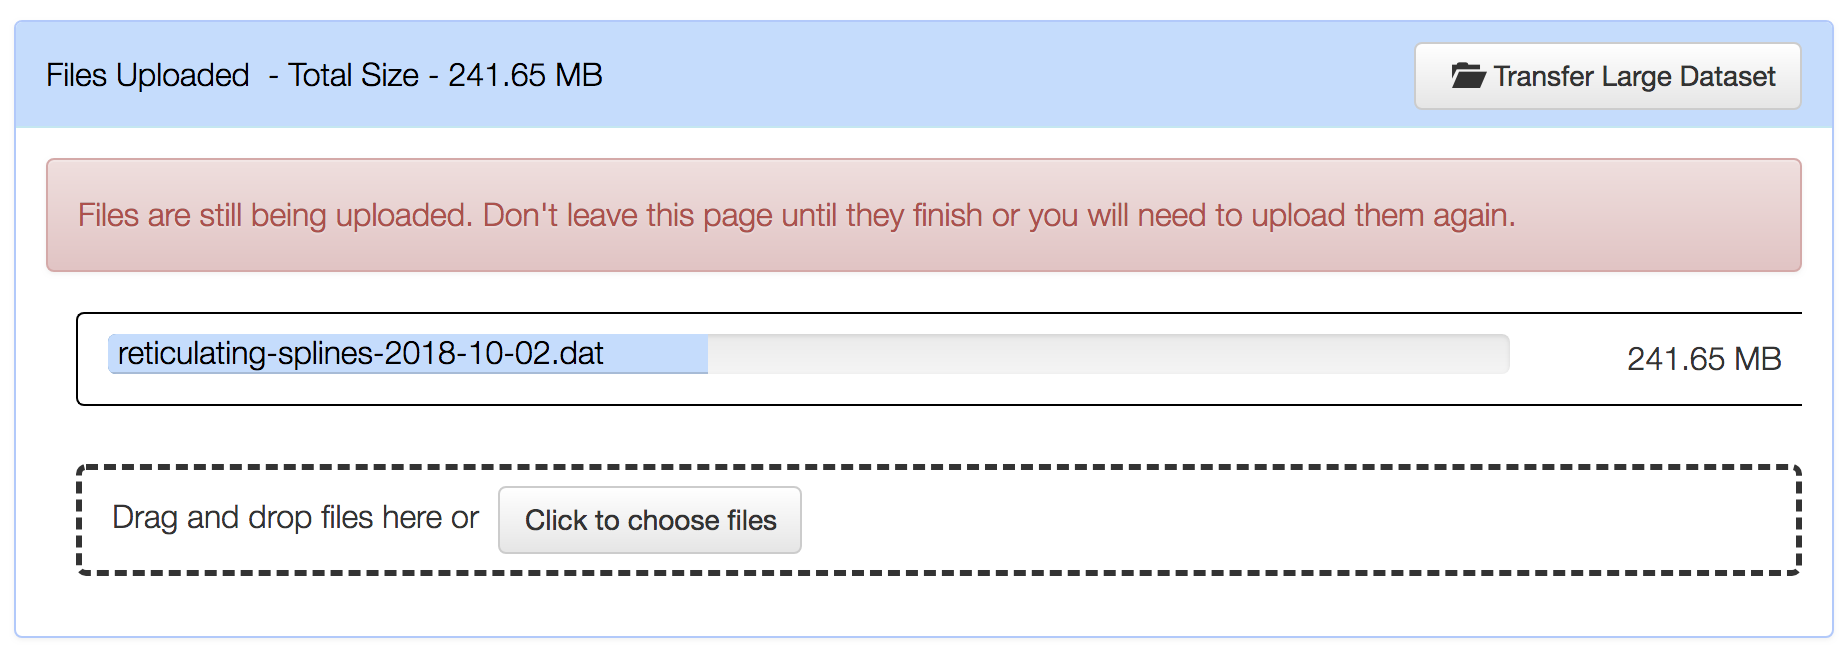 Files Uploaded - Total Size - 241.65 MB
Transfer Large Dataset
Files are still being uploaded. Don't leave this page until they finish or you will need to upload them again.
reticulating-splines-2018-10-02.dat
241.65 MB
Drag and drop files here or
Click to choose files